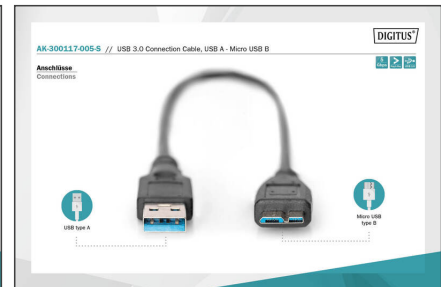 DIGITUS®
AK-300117-005-S // USB 3.0 Connection Cable, USB A - Micro USB B
Anschlüsse
Connections
USB type A
Micro USB
type B